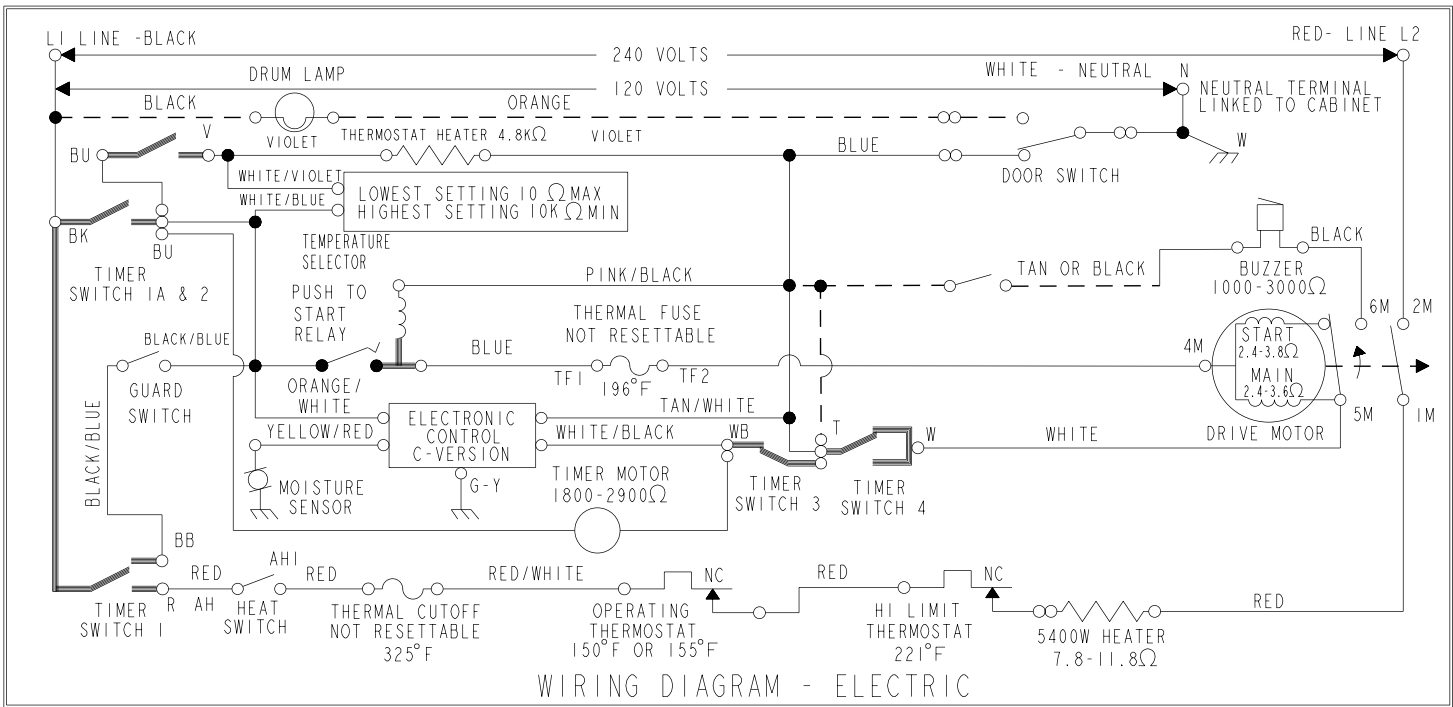 L1 LINE -BLACK
RED- LINE L2
240 VOLTS
DRUM LAMP
WHITE - NEUTRAL
N
120 VOLTS
NEUTRAL TERMINAL
LINKED TO CABINET
BLACK
ORANGE
V
VIOLET
THERMOSTAT HEATER 4.8KΩ
VIOLET
BLUE
W
BU
DOOR SWITCH
WHITE/VIOLET
WHITE/BLUE
LOWEST SETTING 10 Ω MAX
HIGHEST SETTING 10K Ω MIN
BK
BU
TEMPERATURE
SELECTOR
TIMER
SWITCH 1A & 2
BLACK
BUZZER
1000-3000Ω
TAN OR BLACK
PINK/BLACK
PUSH TO
START
RELAY
THERMAL FUSE
NOT RESETTABLE
6M
2M
BLACK/BLUE
BLUE
START
2.4-3.8Ω
4M
GUARD
SWITCH
ORANGE/
WHITE
TF1
196°F
TF2
MAIN
2.4-3.6Ω
5M
1M
DRIVE MOTOR
BLACK/BLUE
ELECTRONIC
CONTROL
C-VERSION
TAN/WHITE
YELLOW/RED
WHITE/BLACK
WB
T
W
WHITE
MOISTURE
SENSOR
G-Y
TIMER MOTOR
1800-2900Ω
TIMER
SWITCH 3
TIMER
SWITCH 4
BB
AH1
RED
RED
RED/WHITE
NC
RED
NC
RED
R
AH
TIMER
SWITCH 1
HEAT
SWITCH
THERMAL CUTOFF
NOT RESETTABLE
325°F
OPERATING
THERMOSTAT
150°F OR 155°F
HI LIMIT
THERMOSTAT
221°F
5400W HEATER
7.8-11.8Ω
WIRING DIAGRAM - ELECTRIC